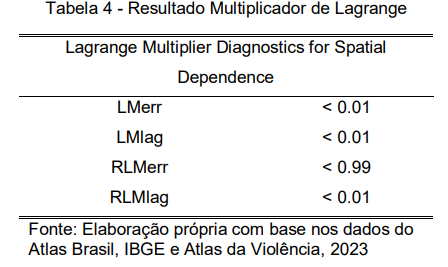 Tabela 4 - Resultado Multiplicador de Lagrange
Lagrange Multiplier Diagnostics for Spatial
Dependence
LMerr < 0.01
LMlag < 0.01
RLMerr < 0.99
RLMlag < 0.01
Fonte: Elaboração própria com base nos dados do
Atlas Brasil, IBGE e Atlas da Violência, 2023